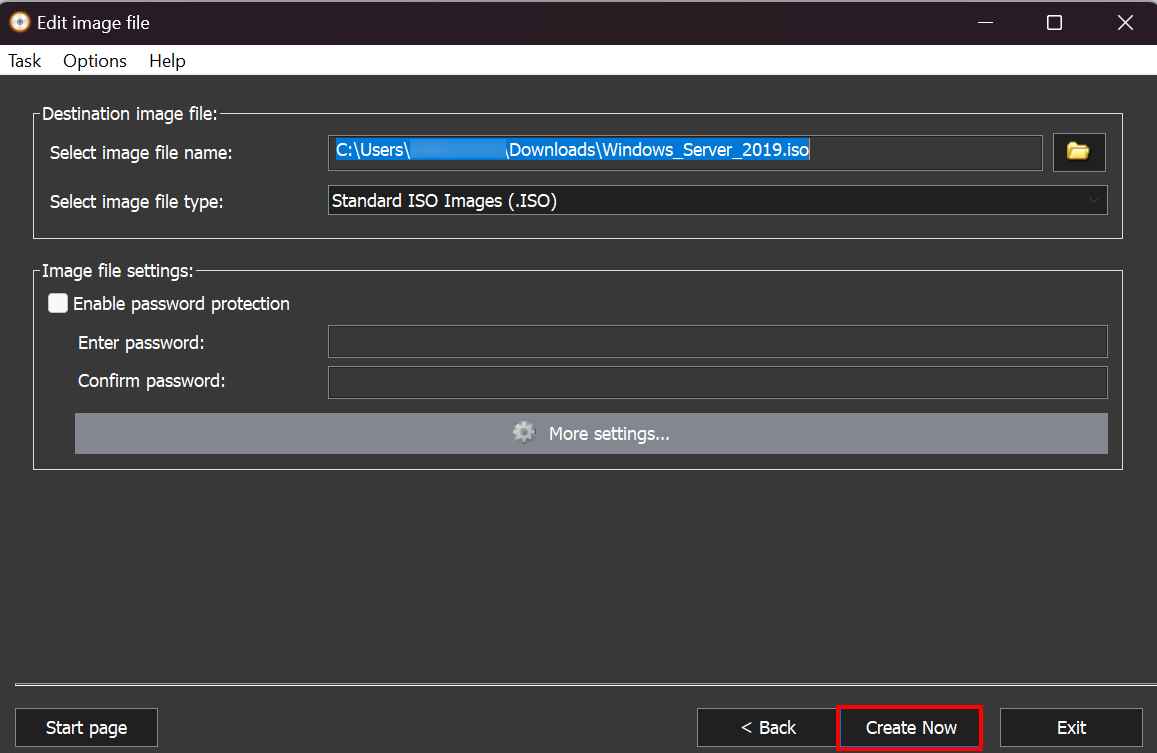 Edit image file
Task Options Help
Destination image file:
Select image file name: C:\Users\ \Downloads\Windows_Server_2019.iso
Select image file type: Standard ISO Images (.ISO)
Image file settings:
Enable password protection
Enter password:
Confirm password:
More settings...
Start page < Back Create Now Exit